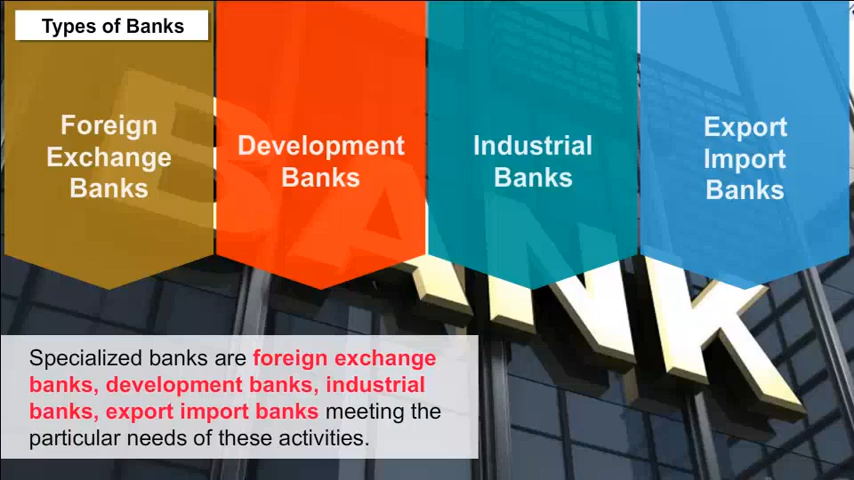 Types of Banks
Foreign
Exchange
Banks
Development
Banks
Industrial
Banks
Export
Import
Banks
BANK
Specialized banks are foreign exchange
banks, development banks, industrial
banks, export import banks meeting the
particular needs of these activities.